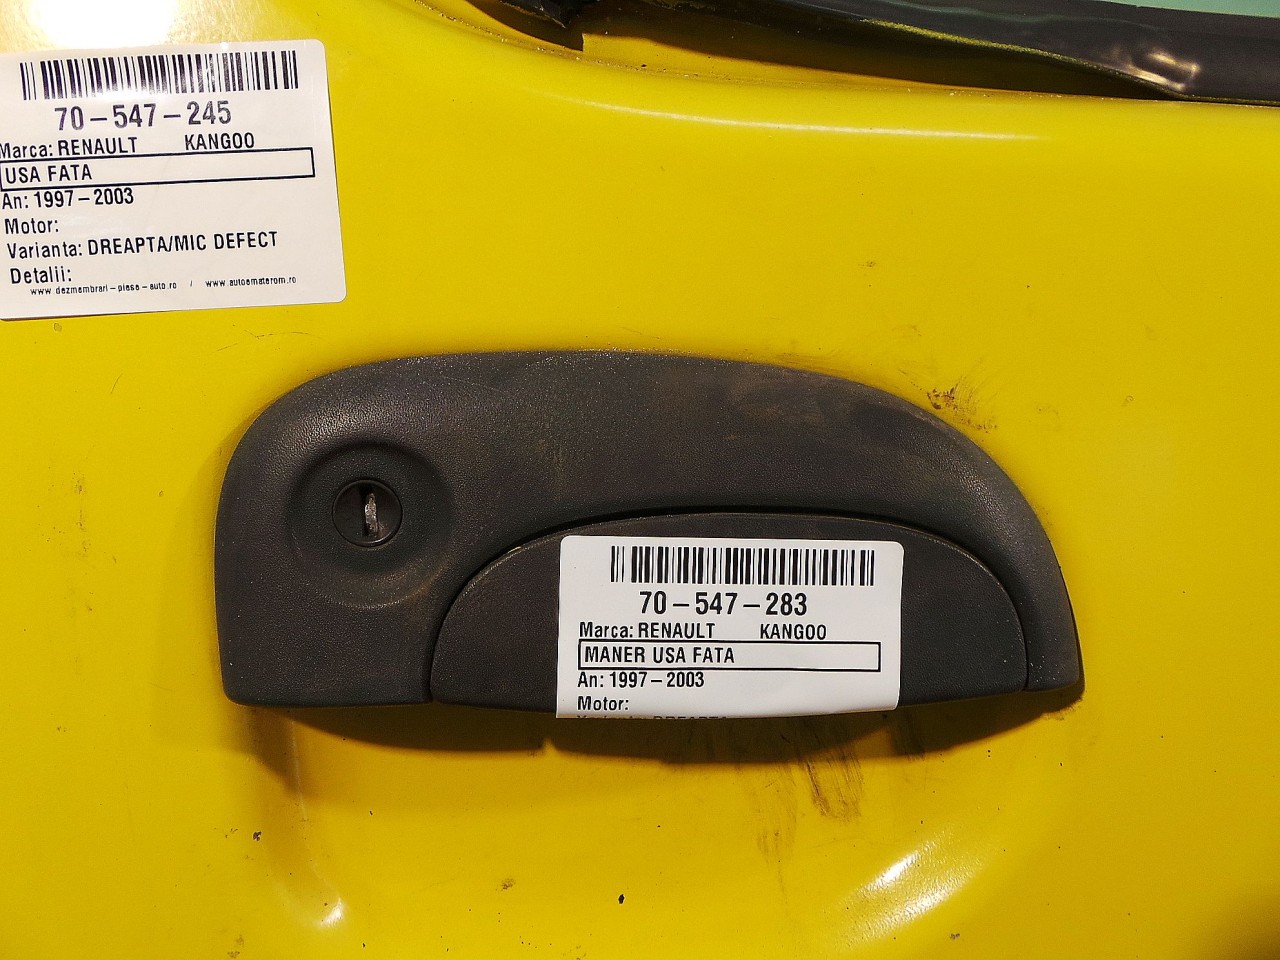 70-547-245
Marca: RENAULT KANGOO
USA FATA
An: 1997-2003
Motor:
Varianta: DREAPTA/MIC DEFECT
Detalii:
www.dezmembrari-piese-auto.ro / www.autoematerom.ro
70-547-283
Marca: RENAULT KANGOO
MANER USA FATA
An: 1997-2003
Motor: